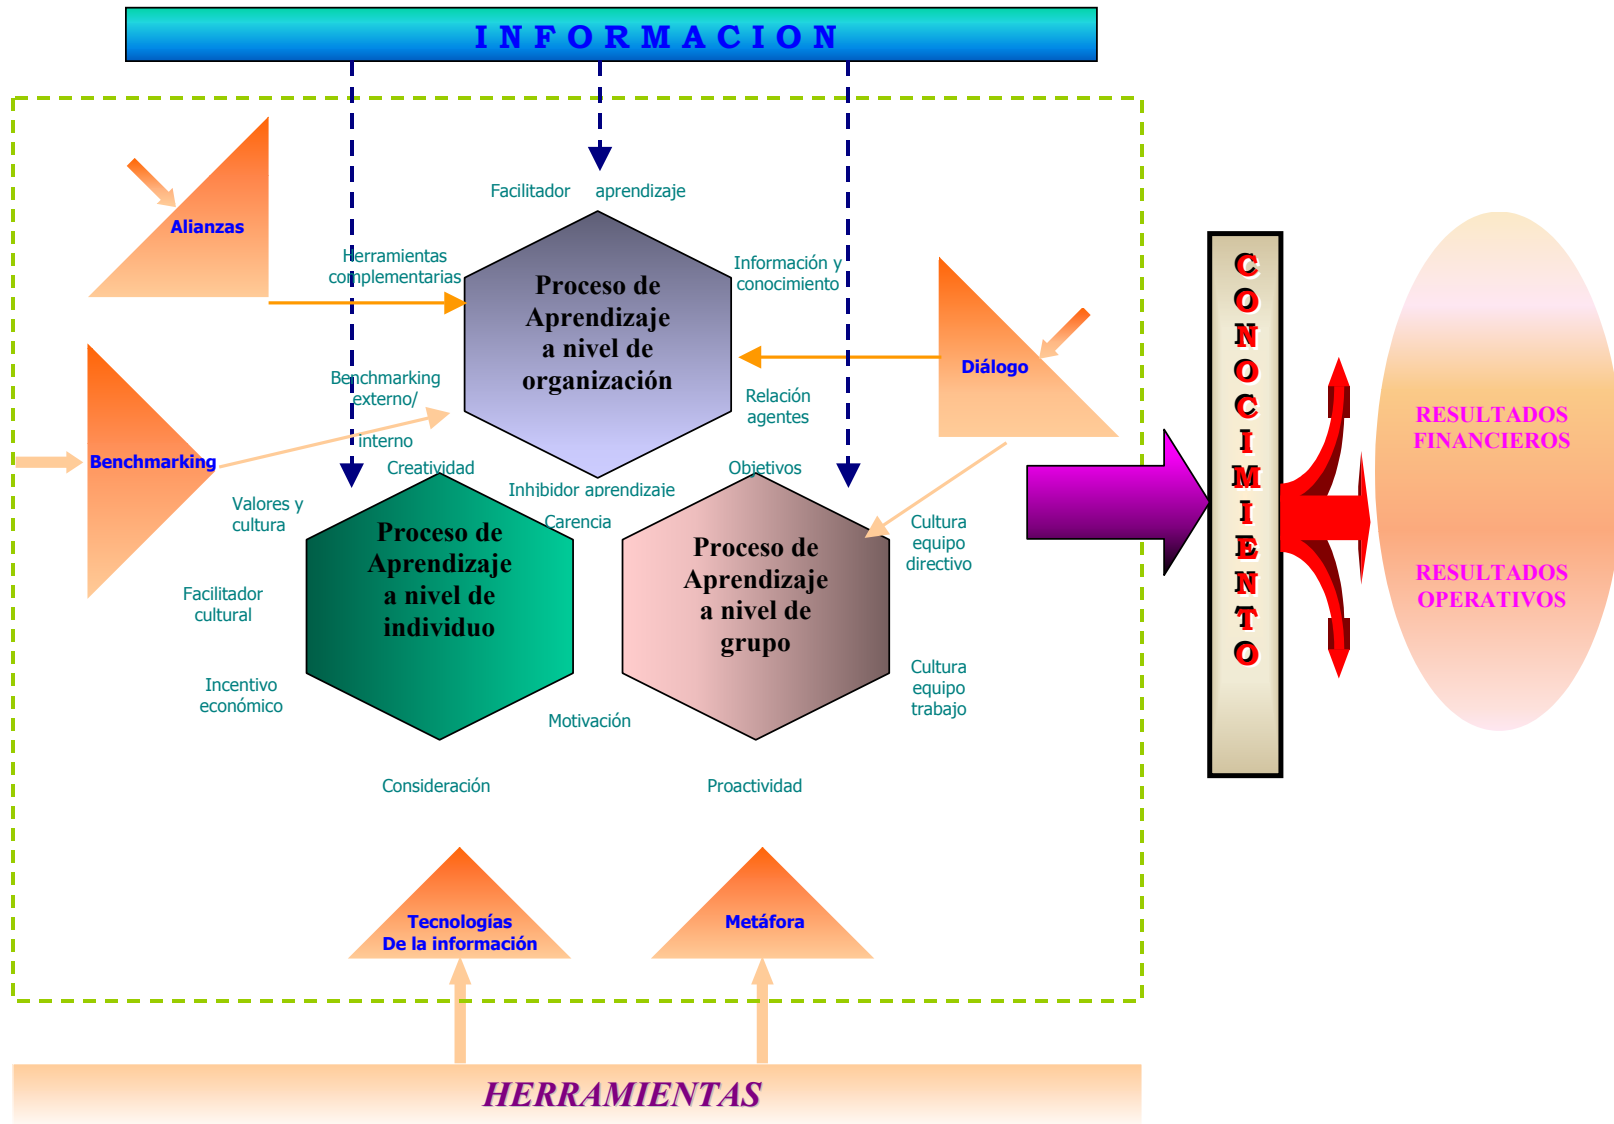 INFORMACION
Facilitador aprendizaje
Alianzas
Herramientas
complementarias
Proceso de
Aprendizaje
a nivel de
organización
Información y
conocimiento
Diálogo
Benchmarking
externo/
interno
Relación
agentes
Benchmarking
Creatividad
Inhibidor aprendizaje
Objetivos
Valores y
cultura
Carencia
Proceso de
Aprendizaje
a nivel de
individuo
Proceso de
Aprendizaje
a nivel de
grupo
Cultura
equipo
directivo
Facilitador
cultural
Incentivo
económico
Motivación
Cultura
equipo
trabajo
Consideración
Proactividad
Tecnologías
De la información
Metáfora
HERRAMIENTAS
CONOCIMIENTO
RESULTADOS
FINANCIEROS
RESULTADOS
OPERATIVOS